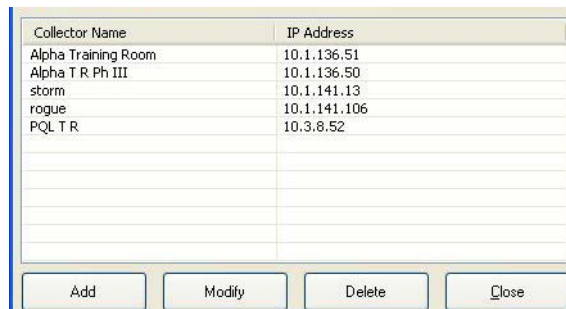 Collector Name IP Address
Alpha Training Room 10.1.136.51
Alpha T R Ph III 10.1.136.50
storm 10.1.141.13
rogue 10.1.141.106
PQL T R 10.3.8.52
Add Modify Delete Close